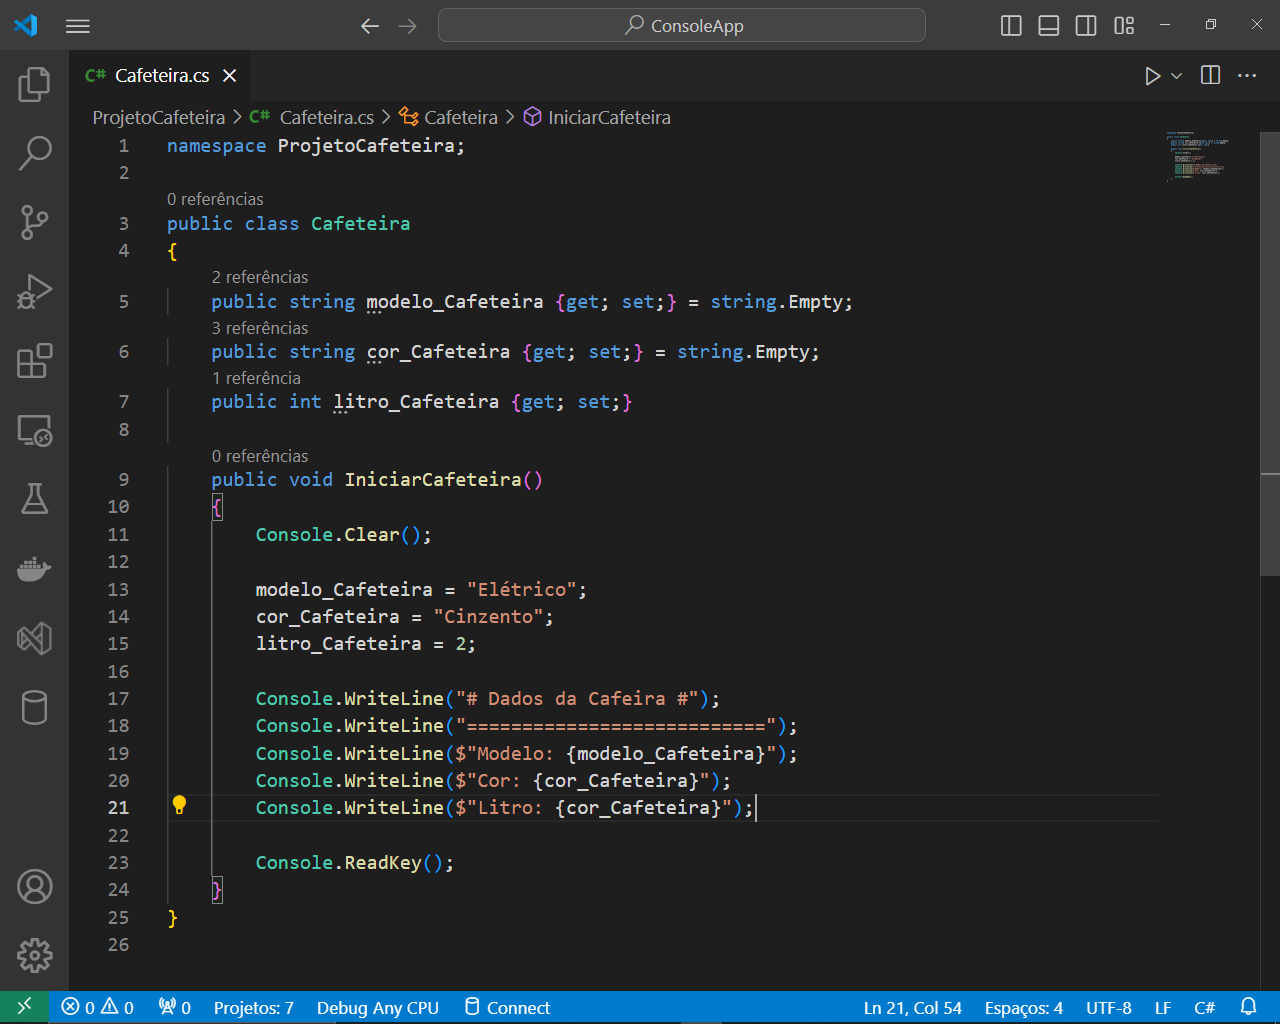 ConsoleApp
C# Cafeteira.cs
ProjetoCafeteira > C# Cafeteira.cs > Cafeteira > IniciarCafeteira
1 namespace ProjetoCafeteira;
2
0 referências
3 public class Cafeteira
4 {
2 referências
5 public string modelo_Cafeteira {get; set;} = string.Empty;
3 referências
6 public string cor_Cafeteira {get; set;} = string.Empty;
1 referência
7 public int litro_Cafeteira {get; set;}
8
0 referências
9 public void IniciarCafeteira()
10 {
11 Console.Clear();
12
13 modelo_Cafeteira = "Elétrico";
14 cor_Cafeteira = "Cinzento";
15 litro_Cafeteira = 2;
16
17 Console.WriteLine("# Dados da Cafeira #");
18 Console.WriteLine("===========================");
19 Console.WriteLine($"Modelo: {modelo_Cafeteira}");
20 Console.WriteLine($"Cor: {cor_Cafeteira}");
21 Console.WriteLine($"Litro: {cor_Cafeteira}");
22
23 Console.ReadKey();
24 }
25 }
26
0 0 0 Projetos: 7 Debug Any CPU Connect Ln 21, Col 54 Espaços: 4 UTF-8 LF C#